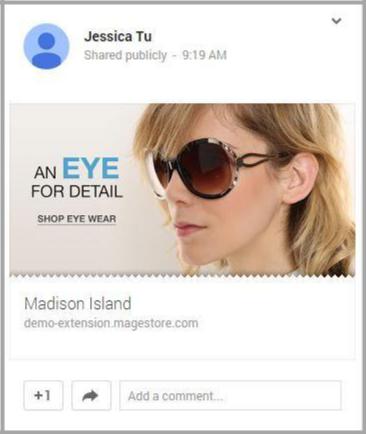 Jessica Tu
Shared publicly - 9:19 AM
AN EYE
FOR DETAIL
SHOP EYE WEAR
Madison Island
demo-extension.magestore.com
+1
Add a comment...